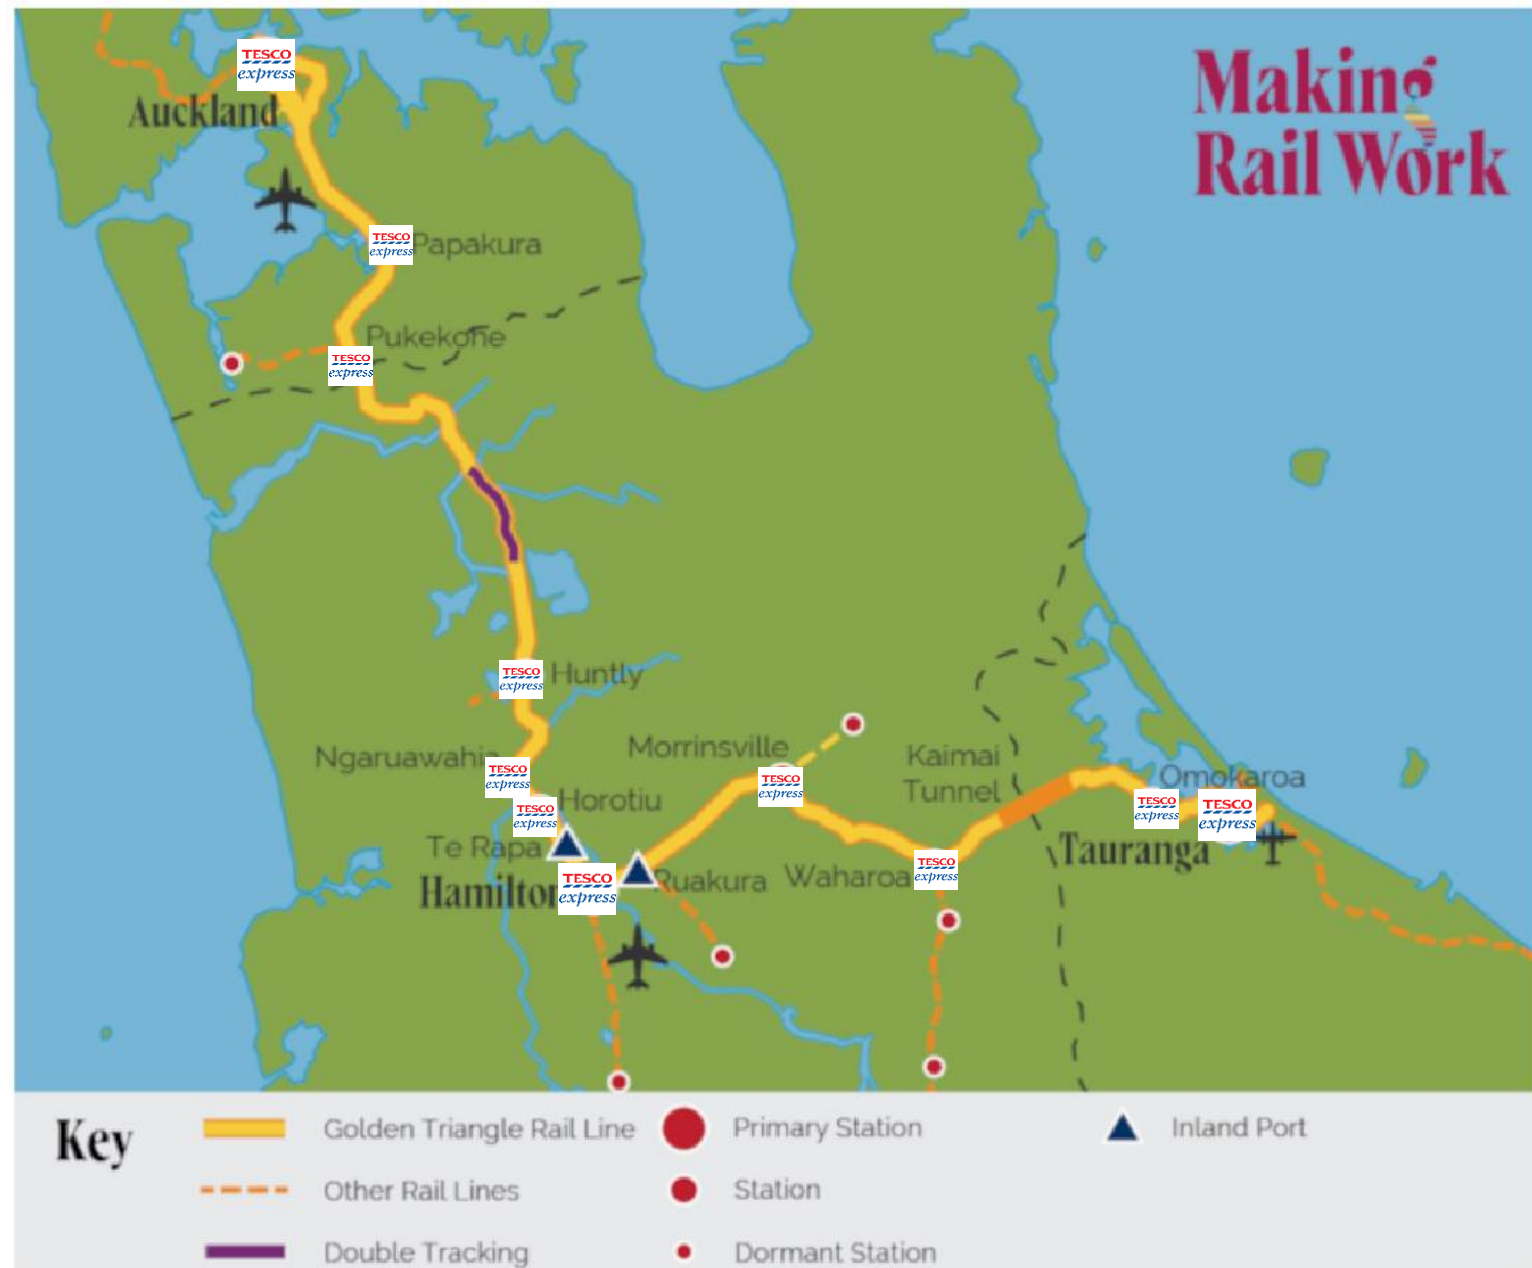 Making
Rail Work
TESCO
express
Auckland
TESCO
express
Papakura
Pukekohe
TESCO
express
TESCO
express
Huntly
Ngaruawahia
TESCO
express
Morrinsville
TESCO
express
Kaimai
Tunnel
Omokaroa
TESCO
express
TESCO
express
TESCO
express
Horotiu
Te Rapa
Tauranga
Hamilton
TESCO
express
Ruakura
Waharoa
TESCO
express
Key
Golden Triangle Rail Line
Primary Station
Inland Port
Other Rail Lines
Station
Double Tracking
Dormant Station